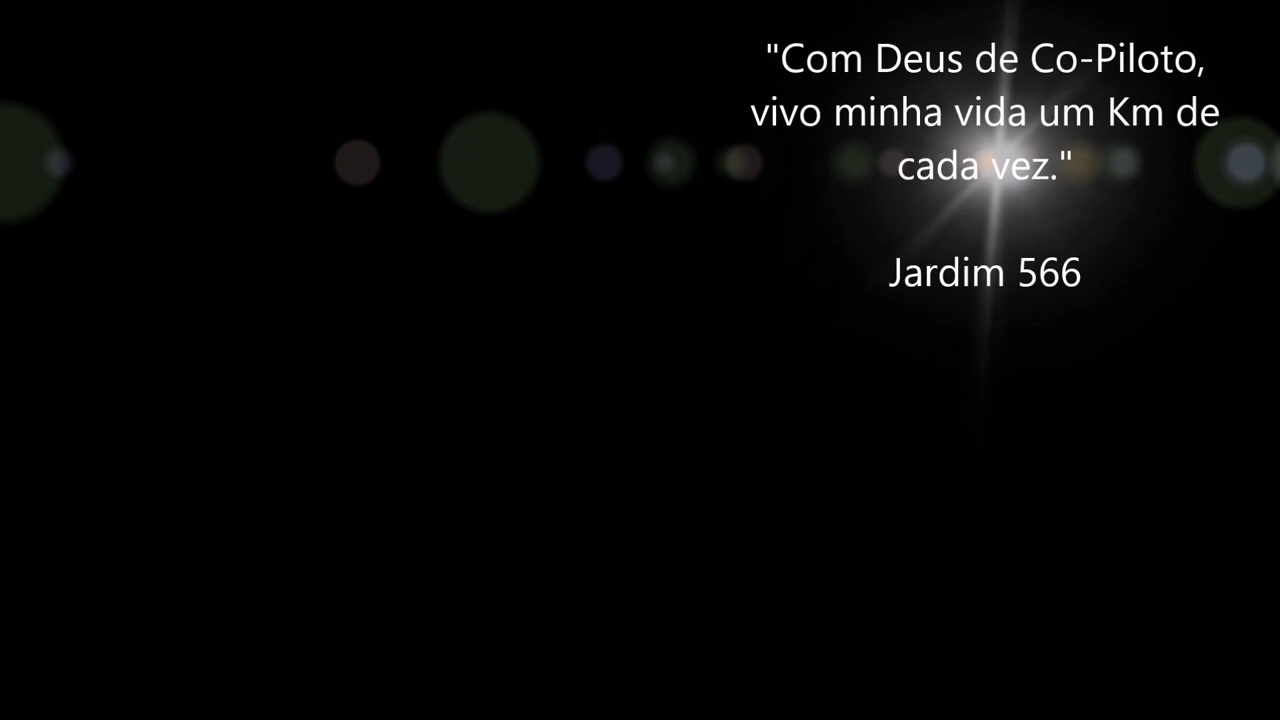 "Com Deus de Co-Piloto,
vivo minha vida um Km de
cada vez."
Jardim 566